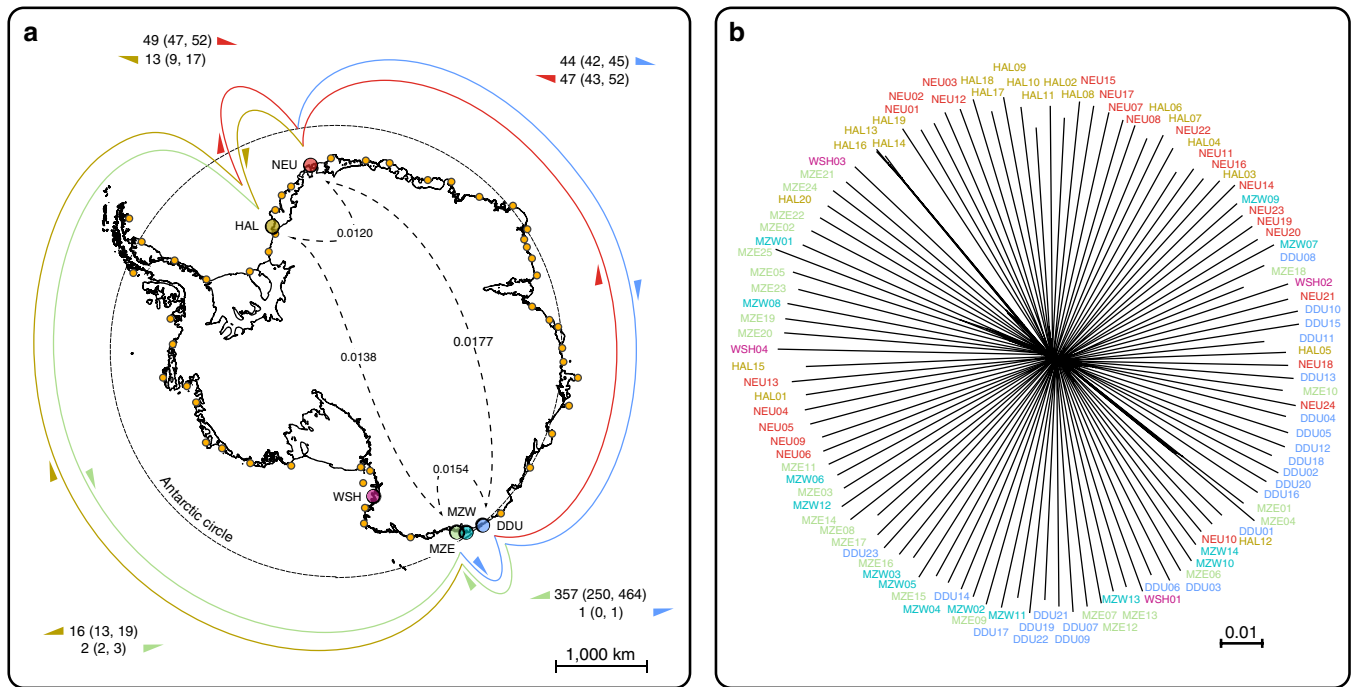 a
49 (47, 52)
13 (9, 17)
44 (42, 45)
47 (43, 52)
NEU
HAL
0.0120
0.0138
0.0177
0.0154
WSH
MZW
DDU
MZE
Antarctic circle
357 (250, 464)
1 (0, 1)
16 (13, 19)
2 (2, 3)
1,000 km
b
HAL09
NEU03
HAL18
HAL10
HAL02
NEU15
NEU02
NEU12
HAL17
HAL11
HAL08
NEU17
NEU01
NEU07
HAL06
HAL19
NEU08
HAL07
HAL13
NEU22
HAL16
HAL14
HAL04
WSH03
NEU11
MZE21
NEU16
MZE24
HAL03
HAL20
NEU14
MZE22
MZW09
MZE02
NEU23
MZW01
NEU19
MZE25
NEU20
MZW07
DDU08
MZE05
MZE18
MZE23
WSH02
MZW08
NEU21
MZE19
DDU10
MZE20
DDU15
WSH04
DDU11
HAL15
HAL05
NEU13
NEU18
HAL01
DDU13
NEU04
MZE10
NEU05
NEU24
NEU09
DDU04
NEU06
DDU05
MZE11
DDU12
MZW06
DDU18
MZE03
DDU02
MZW12
DDU20
MZE14
DDU16
MZE08
MZE01
MZE17
MZE04
DDU23
DDU01
MZE16
NEU10
HAL12
MZW03
MZW14
MZW05
MZW10
MZE15
MZE06
DDU14
DDU06
DDU03
MZW04
MZW02
MZW11
DDU21
MZW13
WSH01
MZE09
DDU19
DDU07
MZE07
MZE13
DDU17
DDU22
DDU09
MZE12
0.01